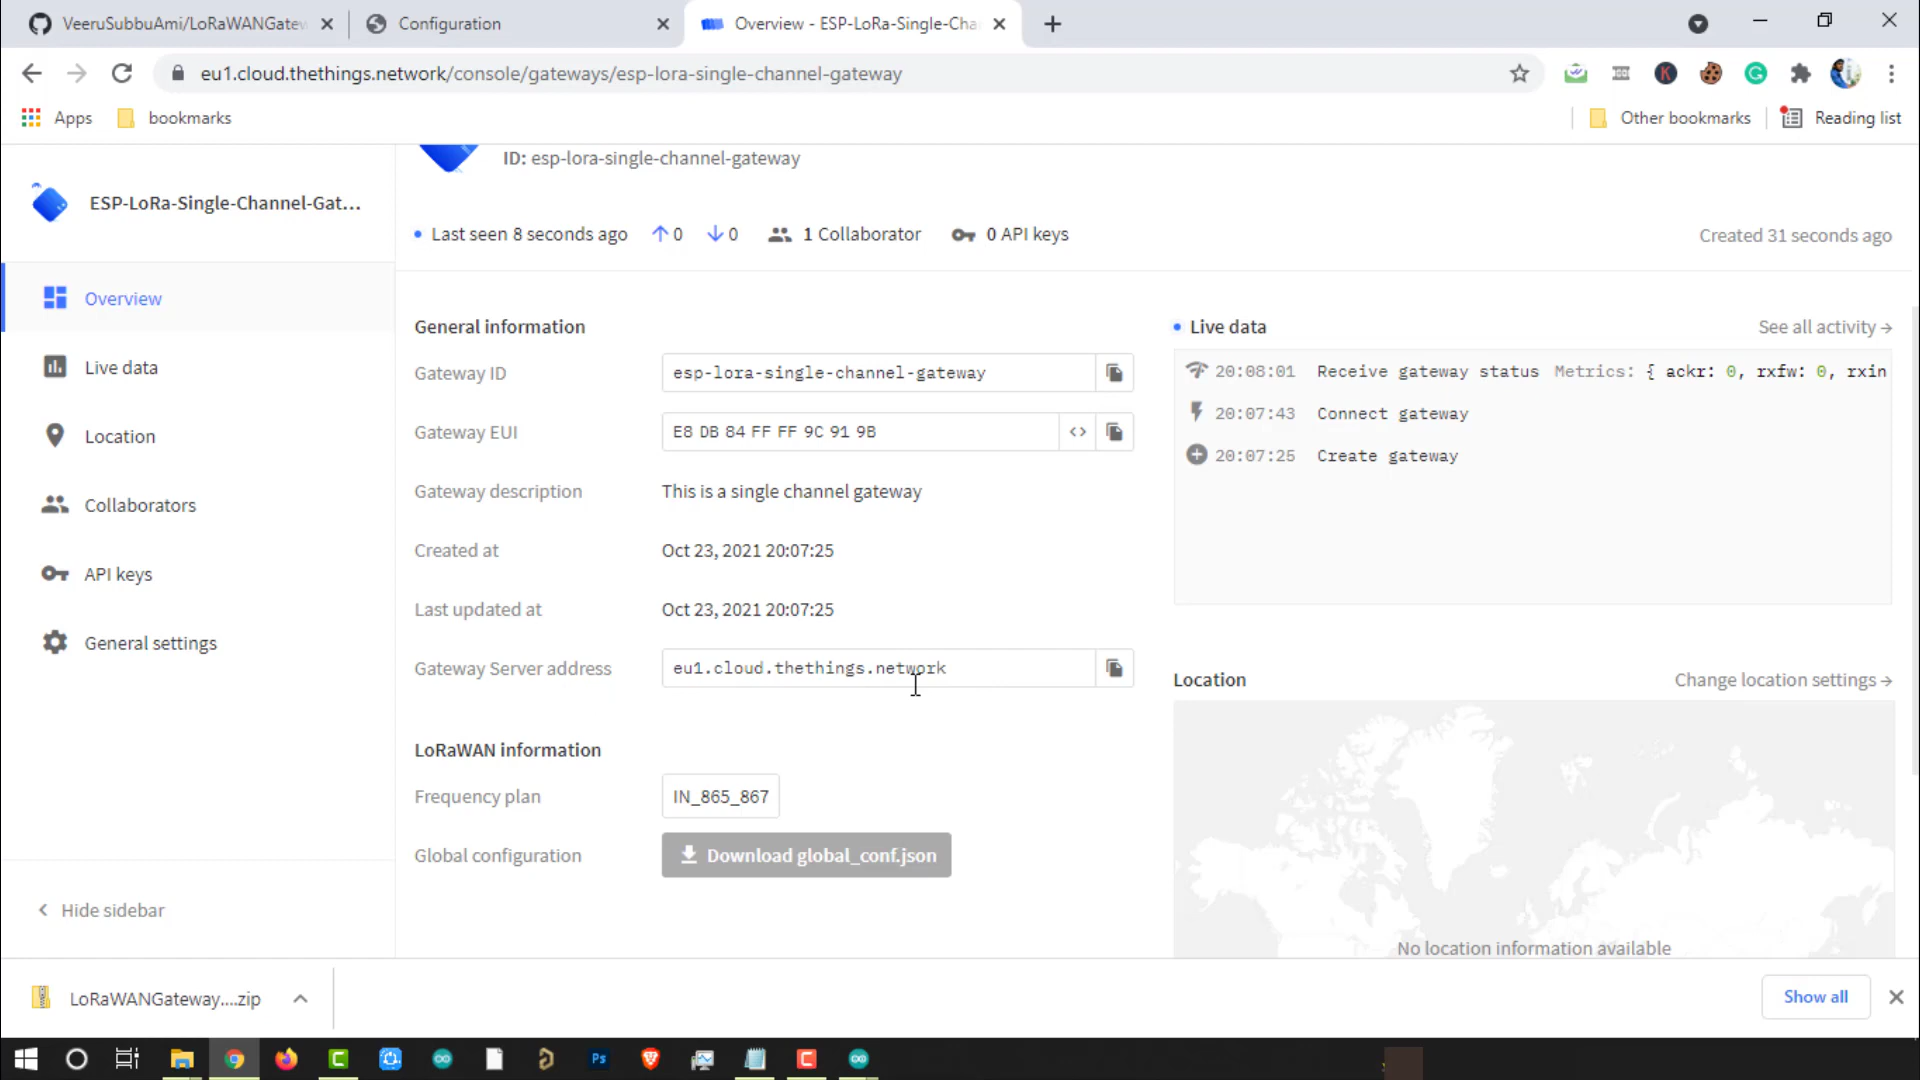 VeeruSubbuAmi/LoRaWANGatew
Configuration
Overview - ESP-LoRa-Single-Cha
eu1.cloud.thethings.network/console/gateways/esp-lora-single-channel-gateway
Apps
bookmarks
Other bookmarks
Reading list
ESP-LoRa-Single-Channel-Gat...
Overview
Live data
Location
Collaborators
API keys
General settings
Hide sidebar
ID: esp-lora-single-channel-gateway
Last seen 8 seconds ago 0 0 1 Collaborator 0 API keys
Created 31 seconds ago
General information
Gateway ID esp-lora-single-channel-gateway
Gateway EUI E8 DB 84 FF FF 9C 91 9B
Gateway description This is a single channel gateway
Created at Oct 23, 2021 20:07:25
Last updated at Oct 23, 2021 20:07:25
Gateway Server address eu1.cloud.thethings.network
LoRaWAN information
Frequency plan IN_865_867
Global configuration Download global_conf.json
Live data See all activity →
20:08:01 Receive gateway status Metrics: { ackr: 0, rxfw: 0, rxin
20:07:43 Connect gateway
20:07:25 Create gateway
Location Change location settings →
No location information available
LoRaWANGateway....zip
Show all
Ps